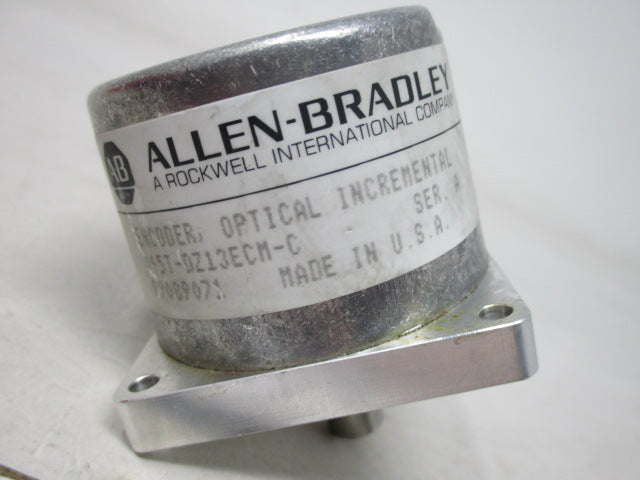 AB ALLEN-BRADLEY
A ROCKWELL INTERNATIONAL COMPANY
ENCODER, OPTICAL INCREMENTAL
SER. A
MADE IN U.S.A.